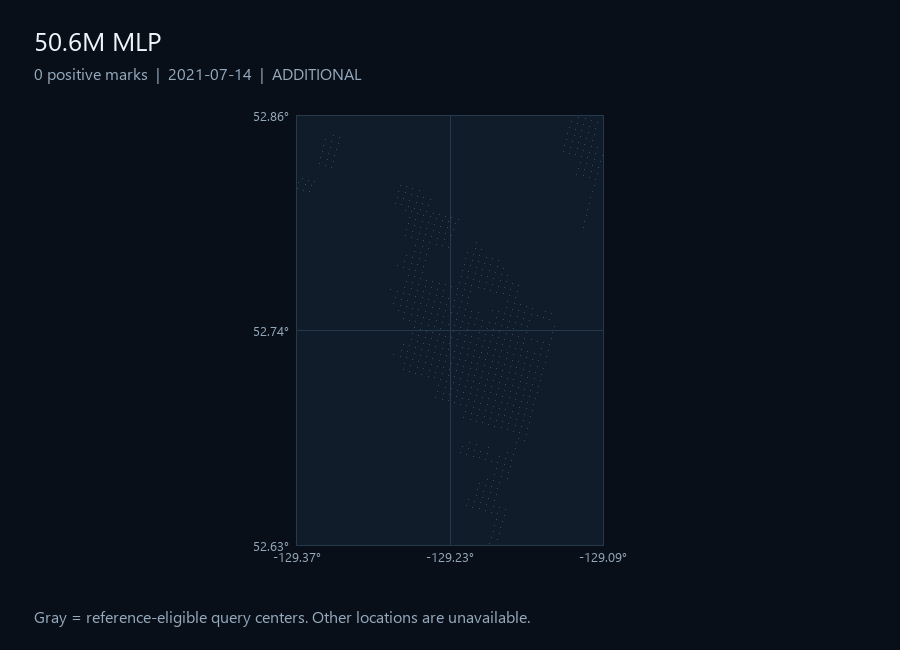 50.6M MLP
0 positive marks | 2021-07-14 | ADDITIONAL
52.86°
52.74°
52.63°
-129.37° -129.23° -129.09°
Gray = reference-eligible query centers. Other locations are unavailable.